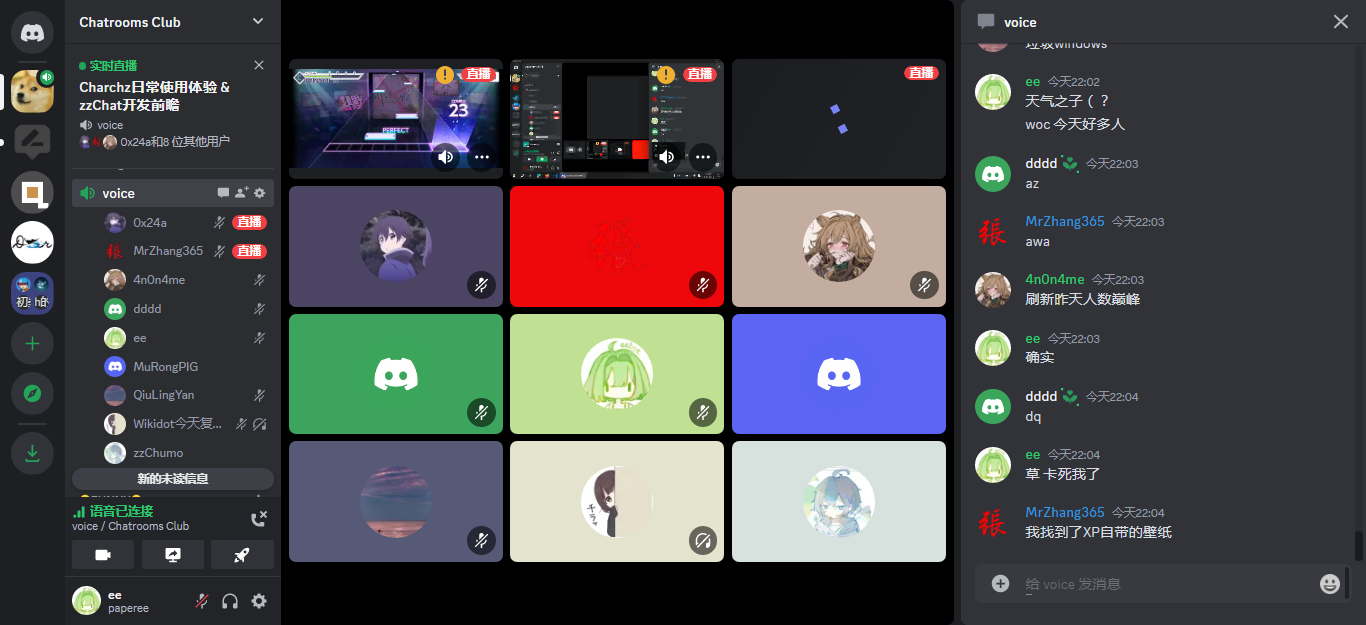 Chatrooms Club
实时直播
Charchz日常使用体验 &
zzChat开发前瞻
voice
0x24a和8 位其他用户
voice
0x24a
直播
MrZhang365
直播
4n0n4me
dddd
ee
MuRongPIG
QiuLingYan
Wikidot今天复...
zzChumo
新的未读信息
语音已连接
voice / Chatrooms Club
ee
paperee
直播
COMBO
23
PERFECT
直播
直播
張
チラッ
voice
垃圾windows
ee 今天22:02
天气之子（ ?
woc 今天好多人
dddd 今天22:03
az
MrZhang365 今天22:03
awa
4n0n4me 今天22:03
刷新昨天人数巅峰
ee 今天22:03
确实
dddd 今天22:04
dq
ee 今天22:04
草 卡死我了
MrZhang365 今天22:04
我找到了XP自带的壁纸
给 voice 发消息